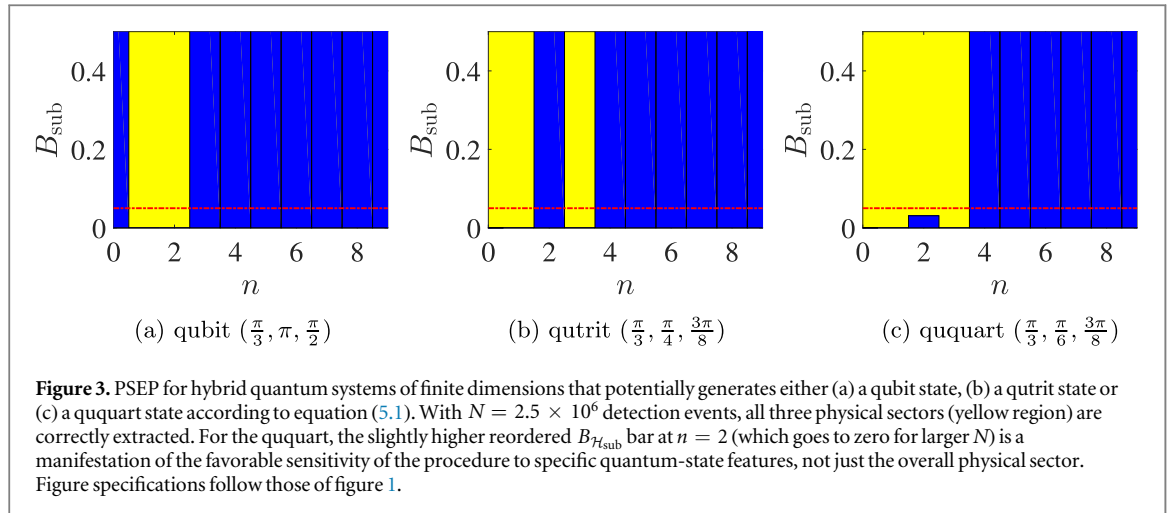 B_sub 0.4 0.2 0 0 2 4 6 8 n
B_sub 0.4 0.2 0 0 2 4 6 8 n
B_sub 0.4 0.2 0 0 2 4 6 8 n
(a) qubit (π/3, π, π/2)
(b) qutrit (π/3, π/4, 3π/8)
(c) ququart (π/3, π/6, 3π/8)
Figure 3. PSEP for hybrid quantum systems of finite dimensions that potentially generates either (a) a qubit state, (b) a qutrit state or
(c) a ququart state according to equation (5.1). With N = 2.5 × 10⁶ detection events, all three physical sectors (yellow region) are
correctly extracted. For the ququart, the slightly higher reordered B_{ℋ_sub} bar at n = 2 (which goes to zero for larger N) is a
manifestation of the favorable sensitivity of the procedure to specific quantum-state features, not just the overall physical sector.
Figure specifications follow those of figure 1.